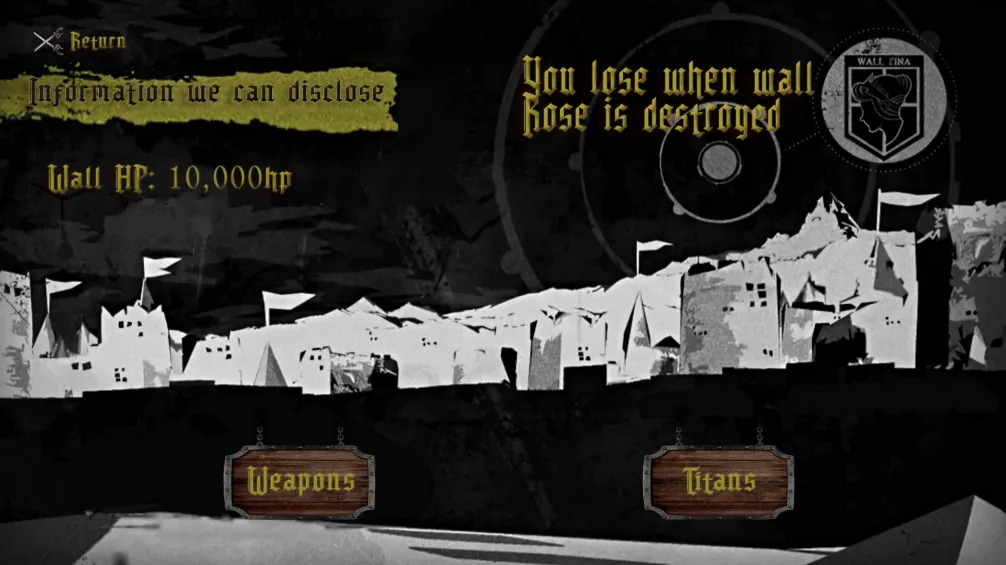 Return
Information we can disclose
You lose when wall
Rose is destroyed
WALL SINA
Wall HP: 10,000hp
Weapons
Titans